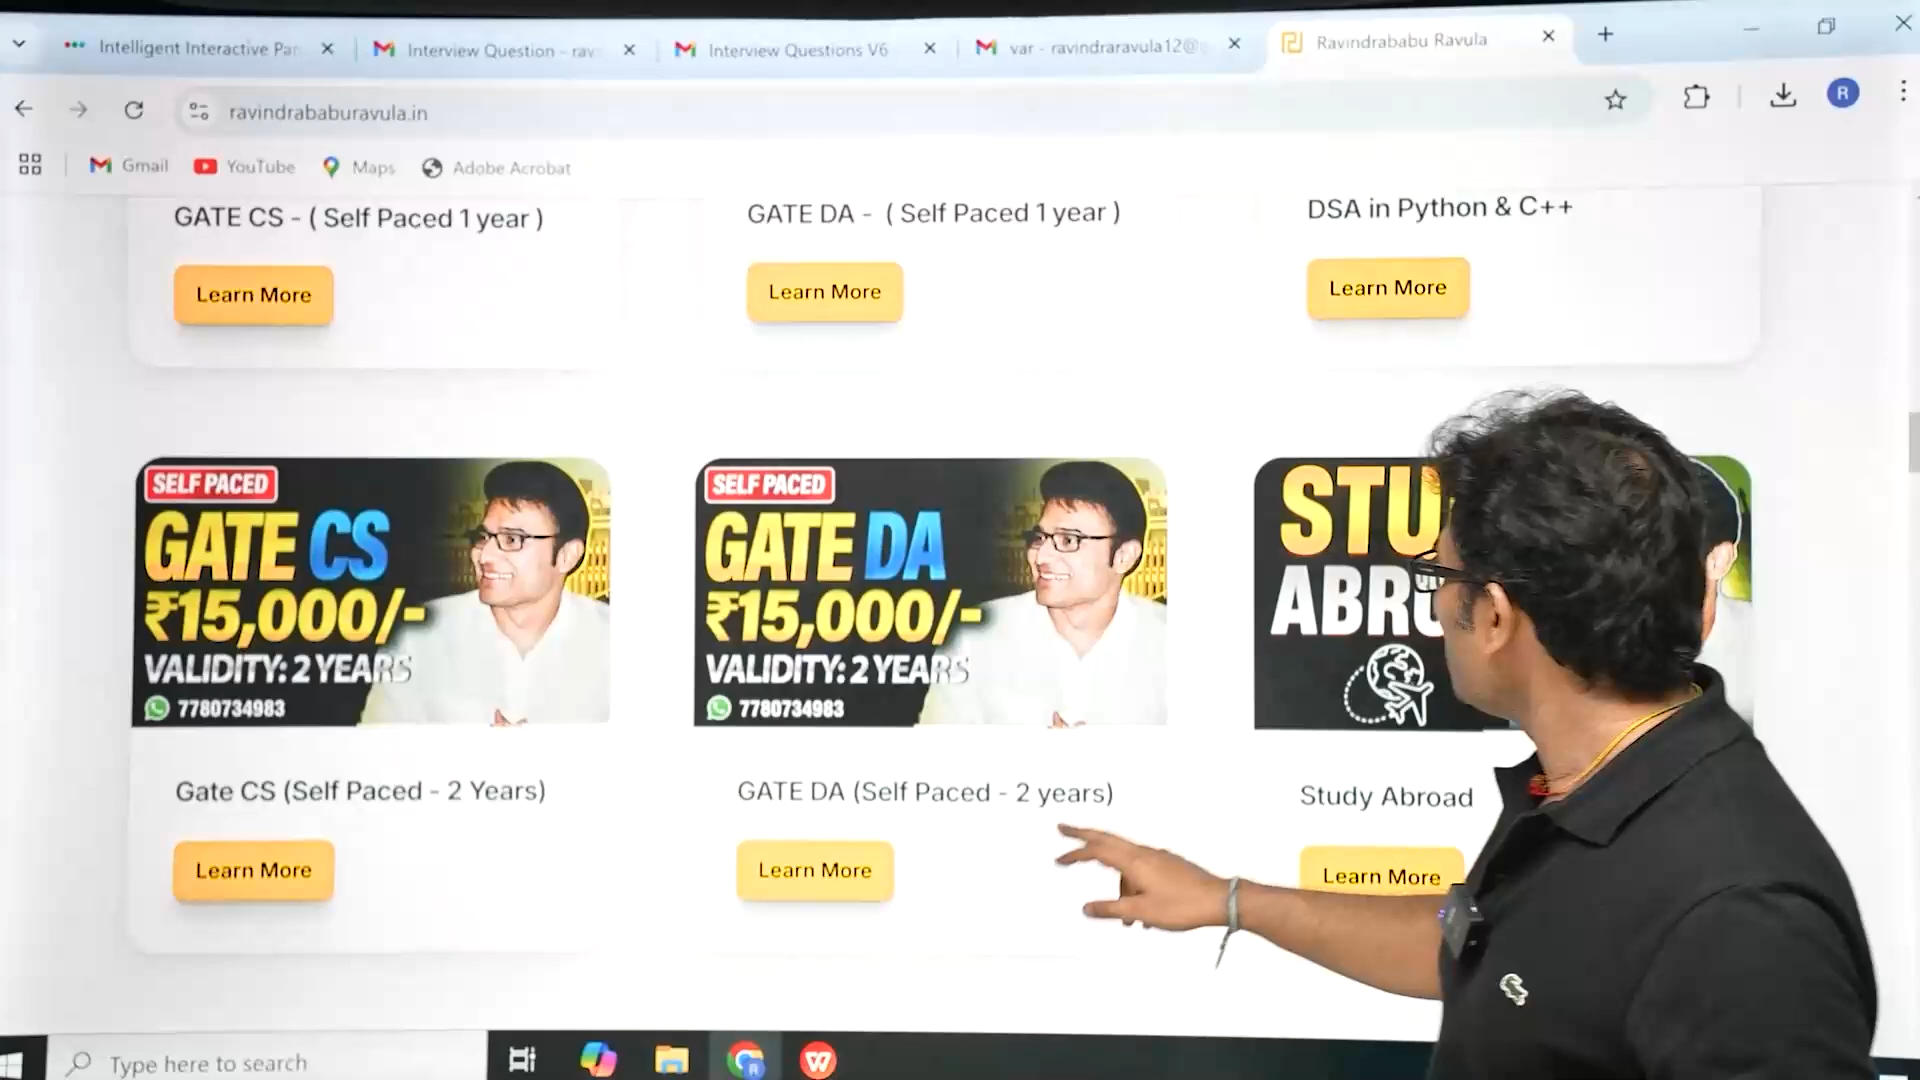 Intelligent Interactive Par
Interview Question - rav
Interview Questions V6
var - ravindraravula12@
Ravindrababu Ravula
ravindrababuravula.in
R
Gmail
YouTube
Maps
Adobe Acrobat
GATE CS - ( Self Paced 1 year )
GATE DA - ( Self Paced 1 year )
DSA in Python & C++
Learn More
Learn More
Learn More
SELF PACED
GATE CS
₹15,000/-
VALIDITY: 2 YEARS
7780734983
SELF PACED
GATE DA
₹15,000/-
VALIDITY: 2 YEARS
7780734983
STU
ABR
Gate CS (Self Paced - 2 Years)
GATE DA (Self Paced - 2 years)
Study Abroad
Learn More
Learn More
Learn More
Type here to search